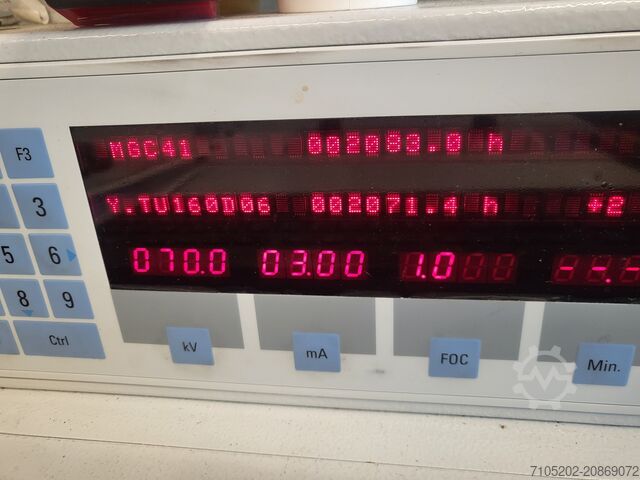 MGC41 002083.0 h
Y.TU160D06 002071.4 h +2
070.0 03.00 1.0 --.-
F3
3
5 6
8 9
Ctrl
kV mA FOC Min.
7105202-20869072